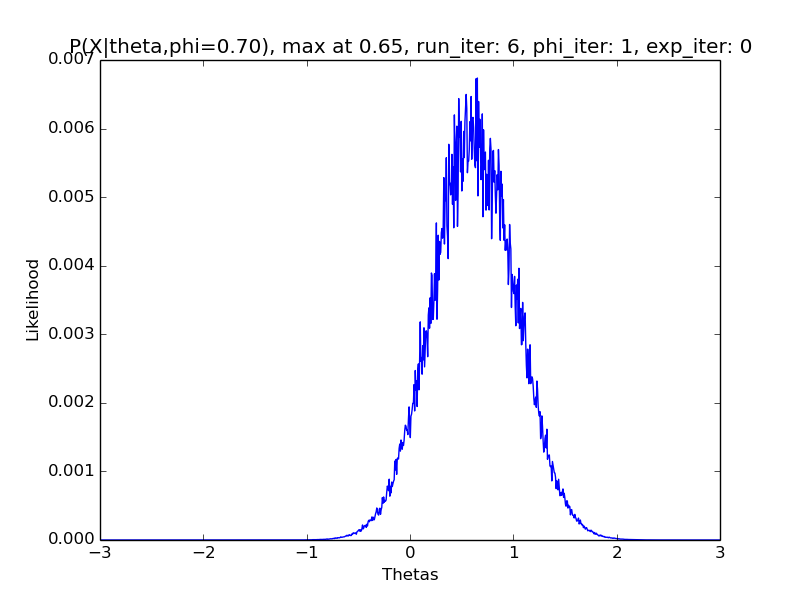 P(X|theta,phi=0.70), max at 0.65, run_iter: 6, phi_iter: 1, exp_iter: 0
0.007
0.006
0.005
0.004
0.003
0.002
0.001
0.000
Likelihood
−3 −2 −1 0 1 2 3
Thetas